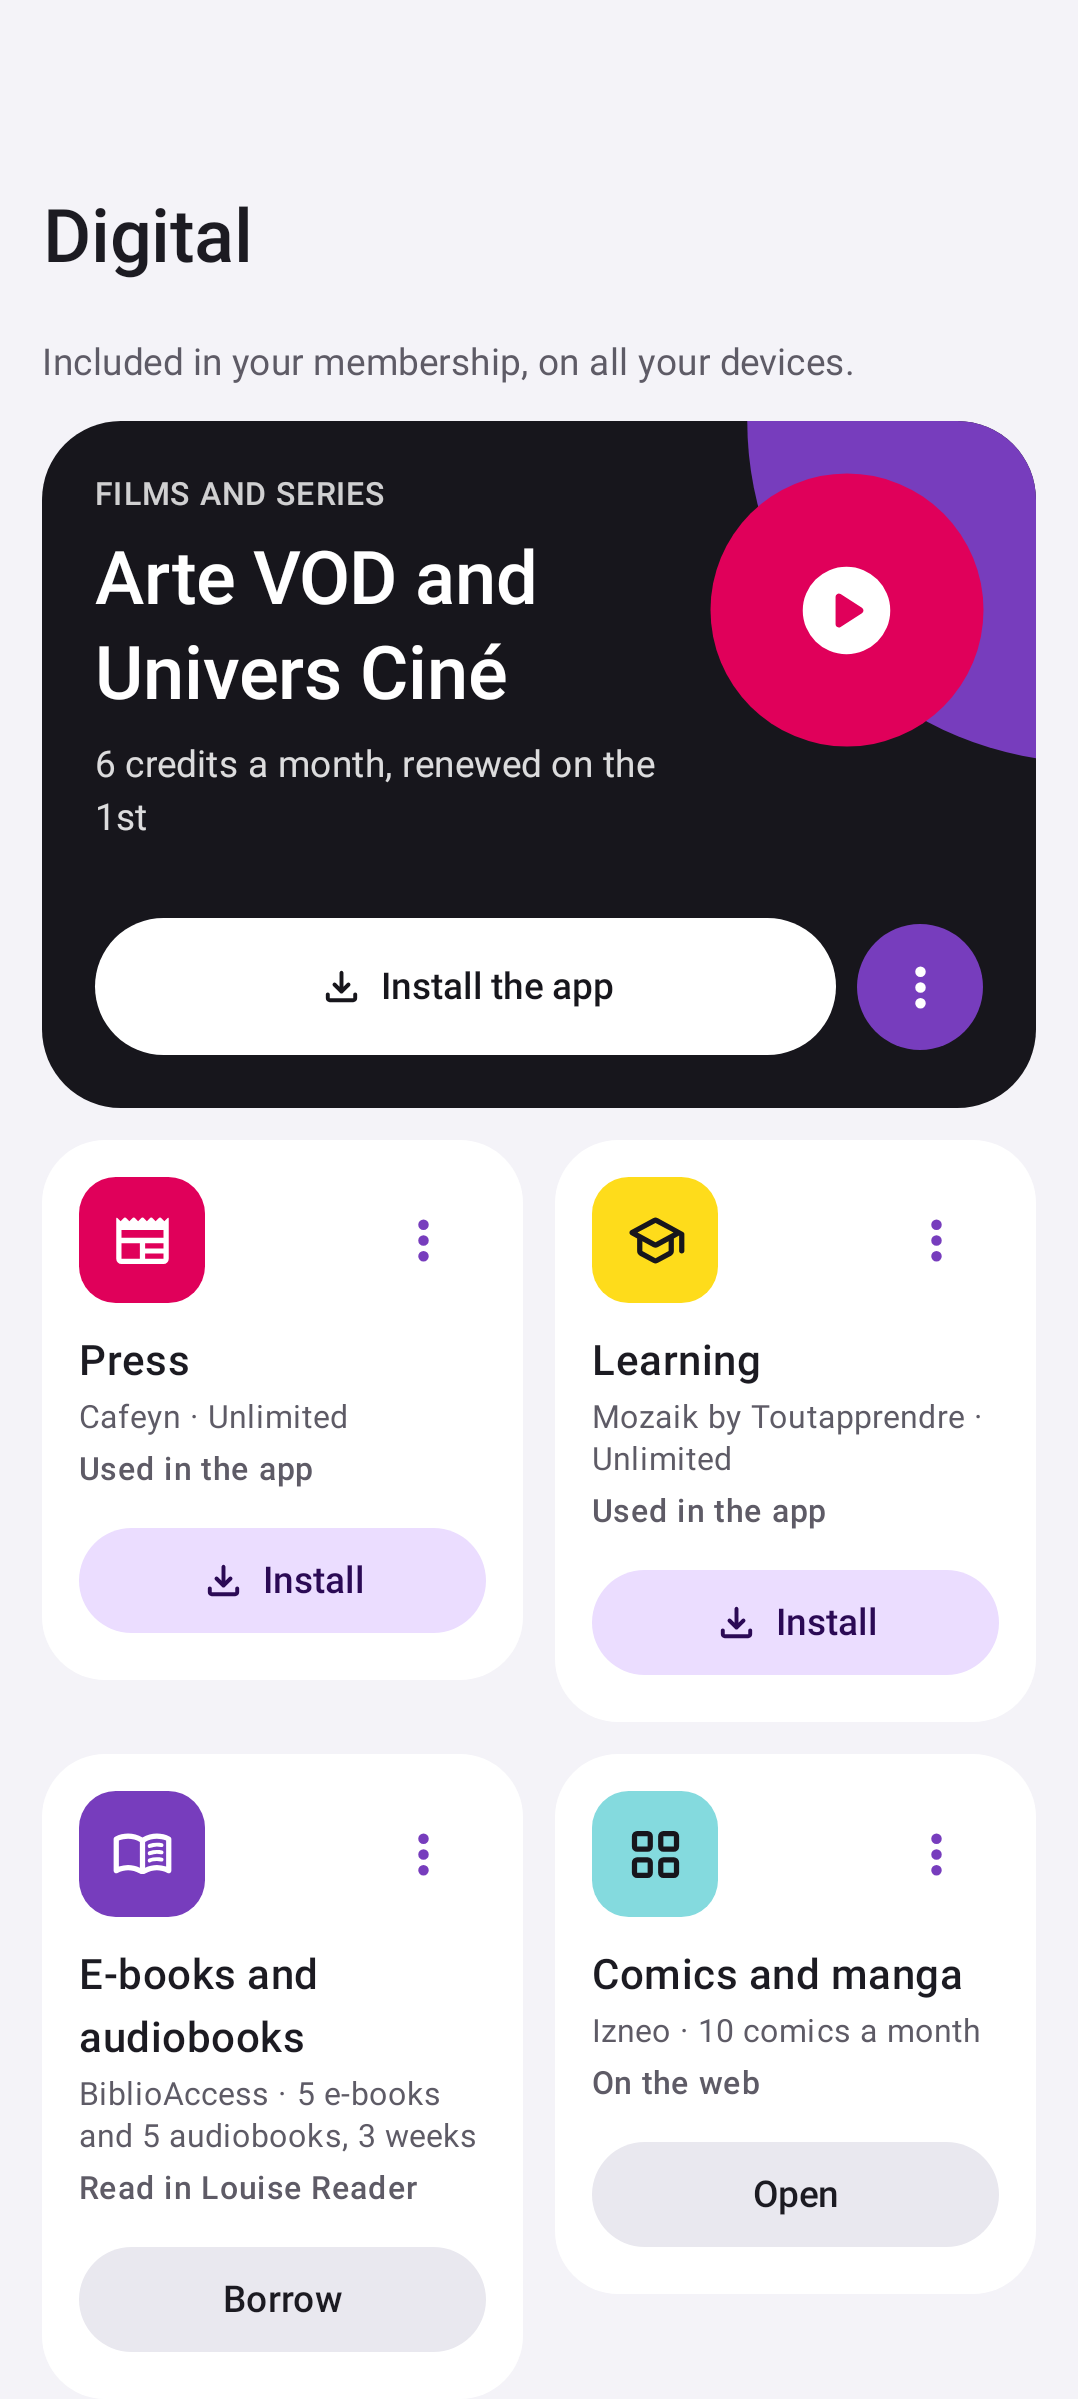 Digital
Included in your membership, on all your devices.
FILMS AND SERIES
Arte VOD and
Univers Ciné
6 credits a month, renewed on the
1st
Install the app
Press
Cafeyn · Unlimited
Used in the app
Install
Learning
Mozaik by Toutapprendre ·
Unlimited
Used in the app
Install
E-books and
audiobooks
BiblioAccess · 5 e-books
and 5 audiobooks, 3 weeks
Read in Louise Reader
Borrow
Comics and manga
Izneo · 10 comics a month
On the web
Open